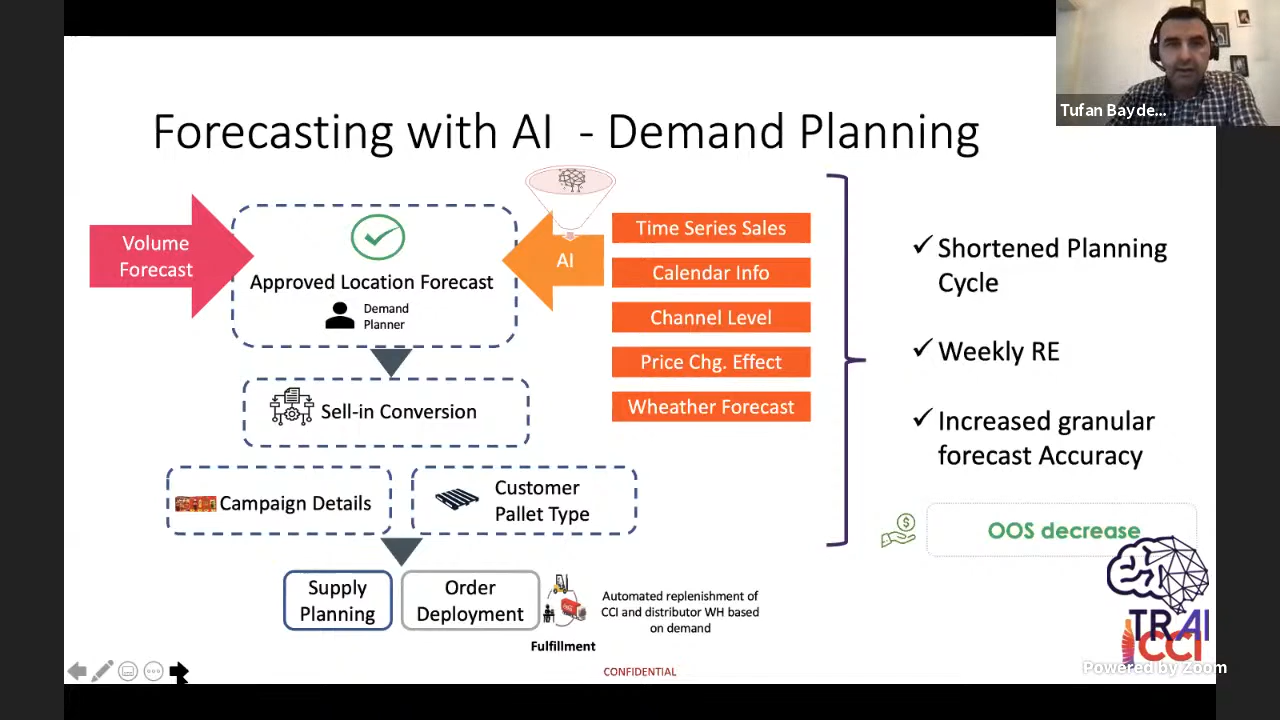 Tufan Bayde...
Forecasting with AI - Demand Planning
Volume
Forecast
Approved Location Forecast
Demand
Planner
AI
Time Series Sales
Calendar Info
Channel Level
Price Chg. Effect
Wheather Forecast
Sell-in Conversion
Campaign Details
Customer
Pallet Type
Supply
Planning
Order
Deployment
Fulfillment
Automated replenishment of
CCI and distributor WH based
on demand
✓ Shortened Planning
Cycle
✓ Weekly RE
✓ Increased granular
forecast Accuracy
OOS decrease
TRAI
CCI
CONFIDENTIAL
Powered by Zoom